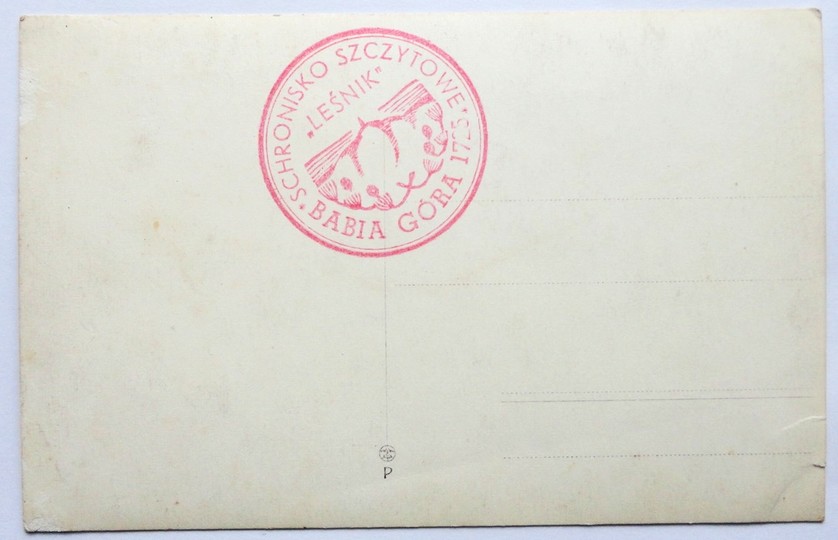 SCHRONISKO SZCZYTOWE
"LEŚNIK"
BABIA GÓRA 1725
P